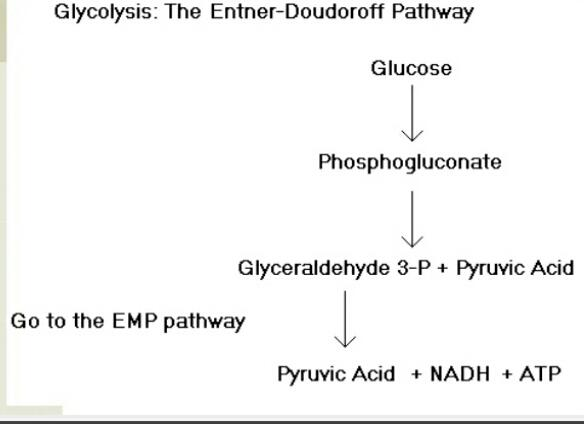 Glycolysis: The Entner-Doudoroff Pathway
Glucose
Phosphogluconate
Glyceraldehyde 3-P + Pyruvic Acid
Go to the EMP pathway
Pyruvic Acid + NADH + ATP